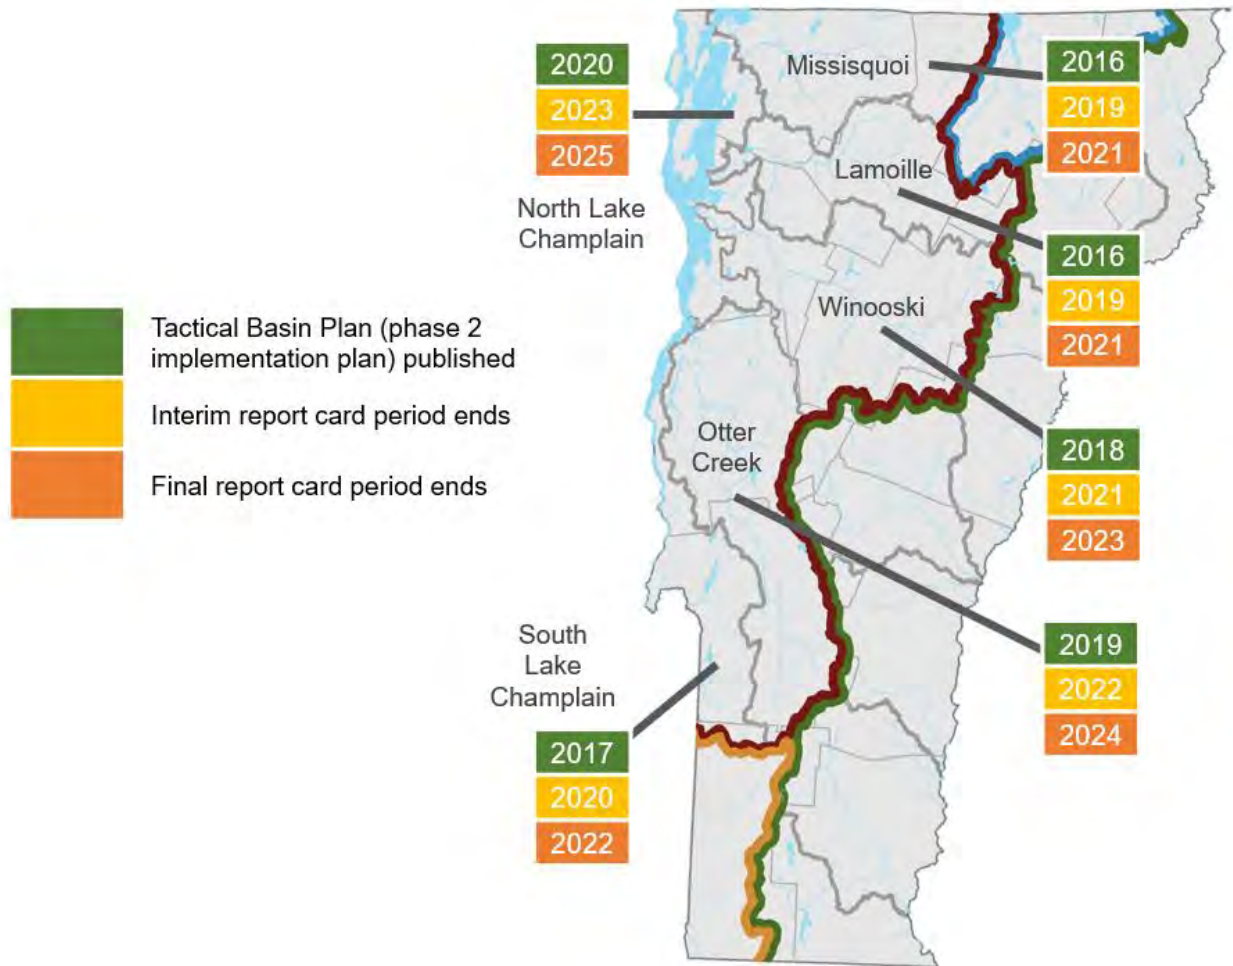 2020
2023
2025
North Lake
Champlain
Missisquoi
2016
2019
2021
Lamoille
2016
2019
2021
Winooski
2018
2021
2023
Tactical Basin Plan (phase 2
implementation plan) published
Interim report card period ends
Final report card period ends
Otter
Creek
2019
2022
2024
South
Lake
Champlain
2017
2020
2022